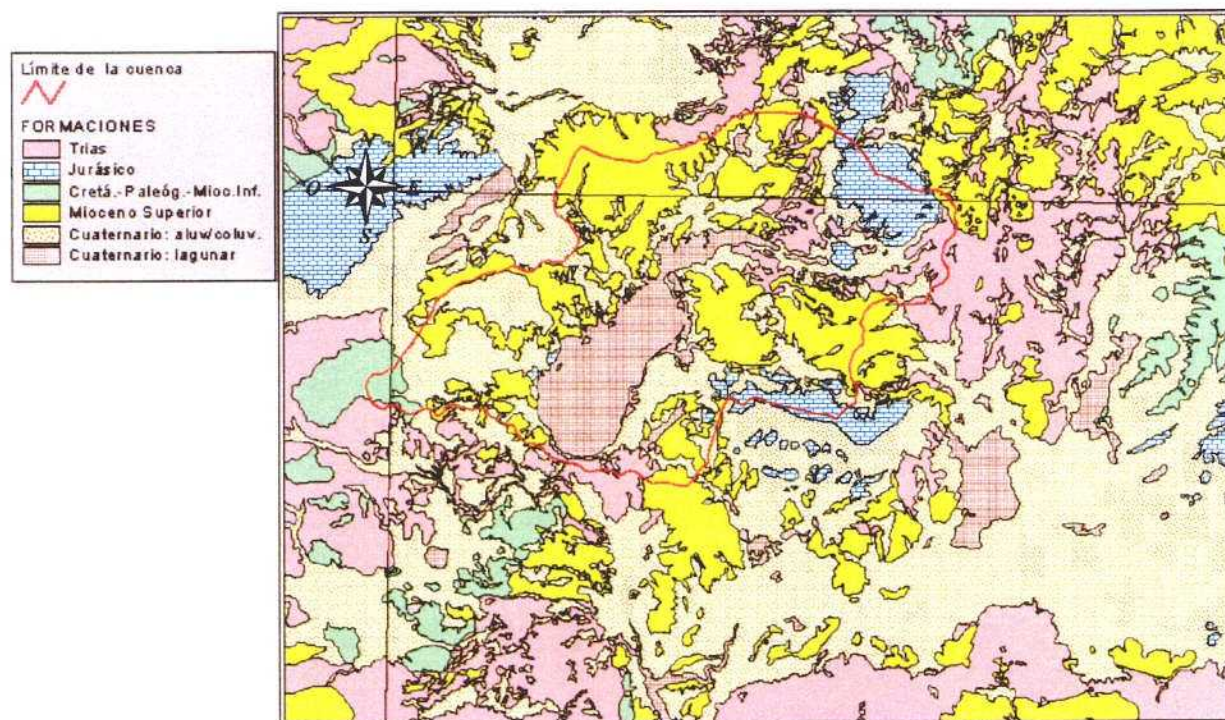 Límite de la cuenca
FORMACIONES
Trias
Jurásico
Cretá.-Paleóg.-Mioc.Inf.
Mioceno Superior
Cuaternario: aluv/coluv.
Cuaternario: lagunar
O
E
S